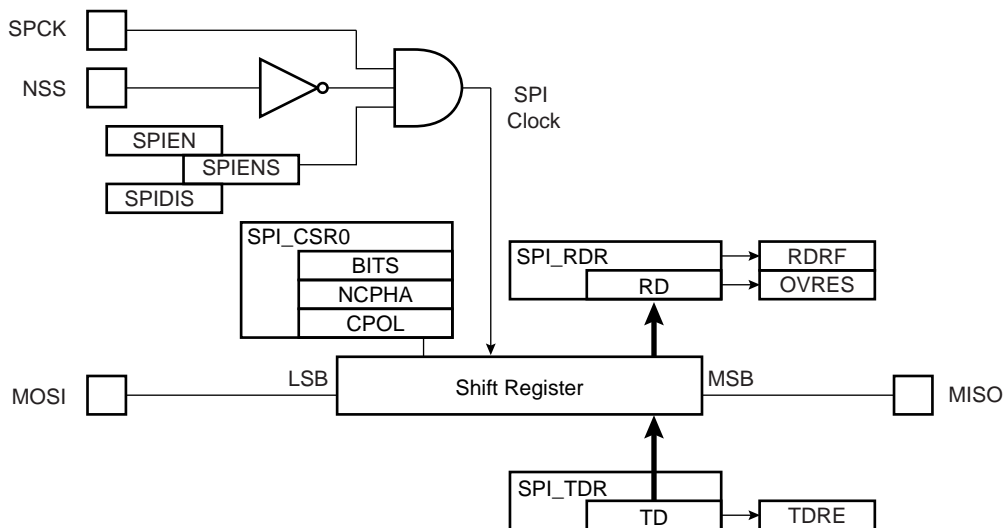 SPCK
NSS
SPI
Clock
SPIEN
SPIENS
SPIDIS
SPI_CSR0
BITS
NCPHA
CPOL
SPI_RDR
RD
RDRF
OVRES
MOSI
LSB
Shift Register
MSB
MISO
SPI_TDR
TD
TDRE